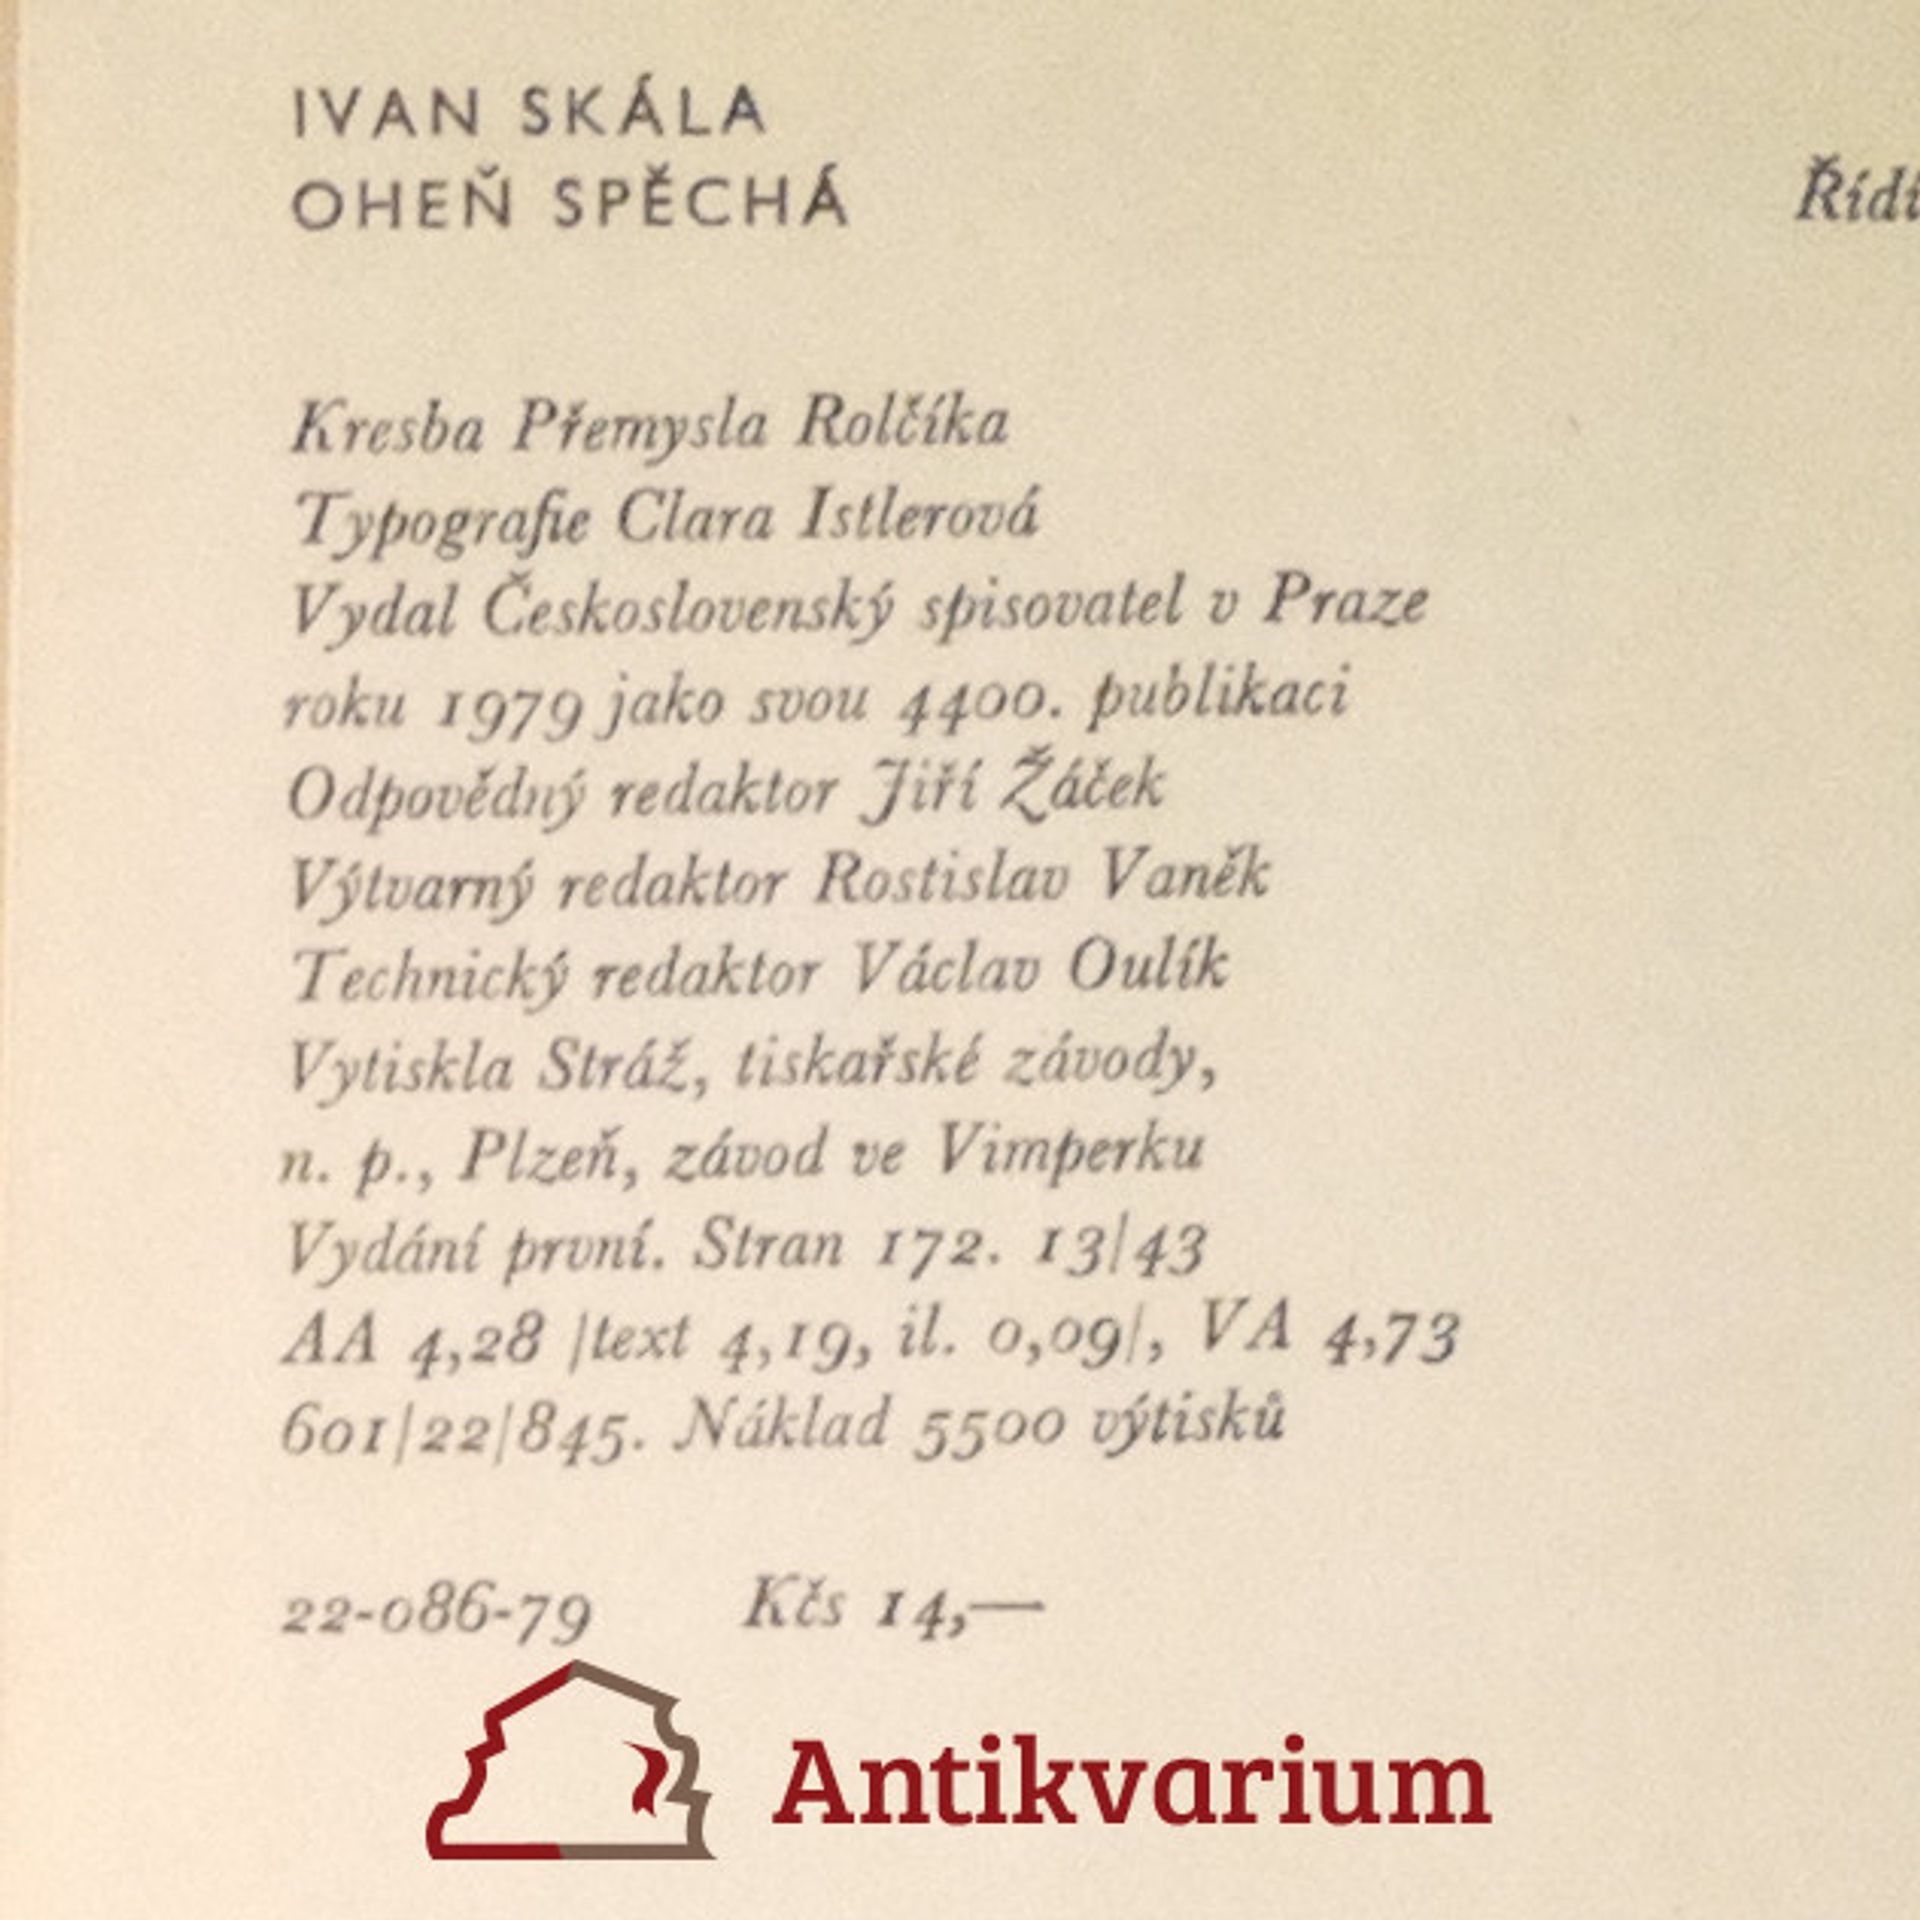 IVAN SKÁLA
OHEŇ SPĚCHÁ
Řídí
Kresba Přemysla Rolčíka
Typografie Clara Istlerová
Vydal Československý spisovatel v Praze
roku 1979 jako svou 4400. publikaci
Odpovědný redaktor Jiří Žáček
Výtvarný redaktor Rostislav Vaněk
Technický redaktor Václav Oulík
Vytiskla Stráž, tiskařské závody,
n. p., Plzeň, závod ve Vimperku
Vydání první. Stran 172. 13/43
AA 4,28 /text 4,19, il. 0,09/, VA 4,73
601/22/845. Náklad 5500 výtisků
22-086-79 Kčs 14,—
Antikvarium